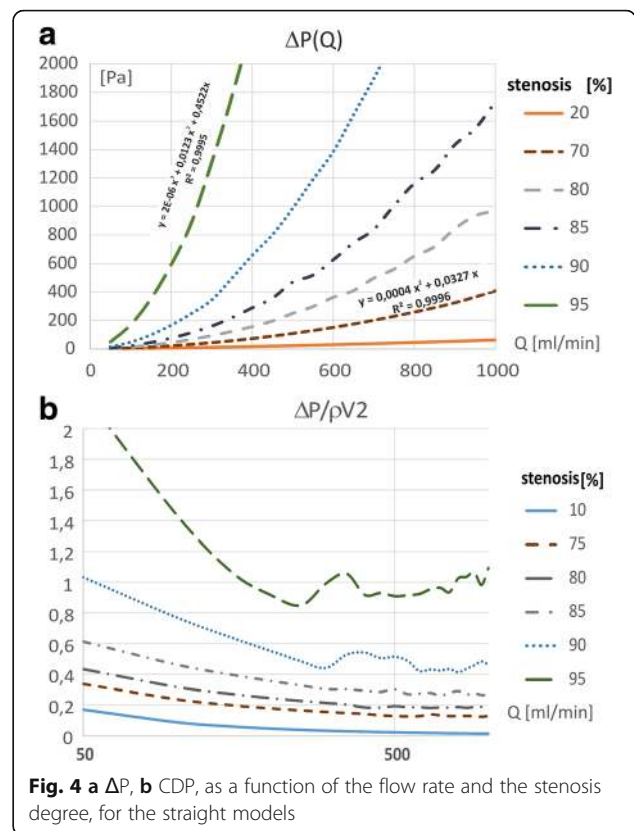 a
ΔP(Q)
2000
1800
1600
1400
1200
1000
800
600
400
200
0
[Pa]
y = 2E-06 x³ + 0,0123 x² + 0,4522x
R² = 0,9995
y = 0,0004 x² + 0,0327 x
R² = 0,9996
0 200 400 600 800 1000
stenosis [%]
20
70
80
85
90
95
Q [ml/min]
b
ΔP/ρV2
2
1,8
1,6
1,4
1,2
1
0,8
0,6
0,4
0,2
0
50 500
stenosis[%]
10
75
80
85
90
95
Q [ml/min]
Fig. 4 a ΔP, b CDP, as a function of the flow rate and the stenosis
degree, for the straight models